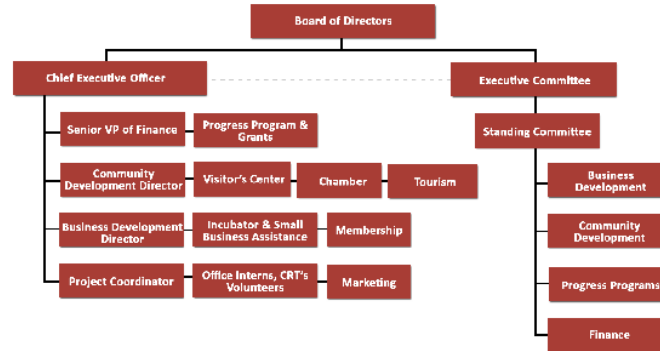 Board of Directors
Chief Executive Officer
Executive Committee
Senior VP of Finance
Progress Program &
Grants
Standing Committee
Community
Development Director
Visitor's Center
Chamber
Tourism
Business
Development
Business Development
Director
Incubator & Small
Business Assistance
Membership
Community
Development
Project Coordinator
Office Interns, CRT's
Volunteers
Marketing
Progress Programs
Finance